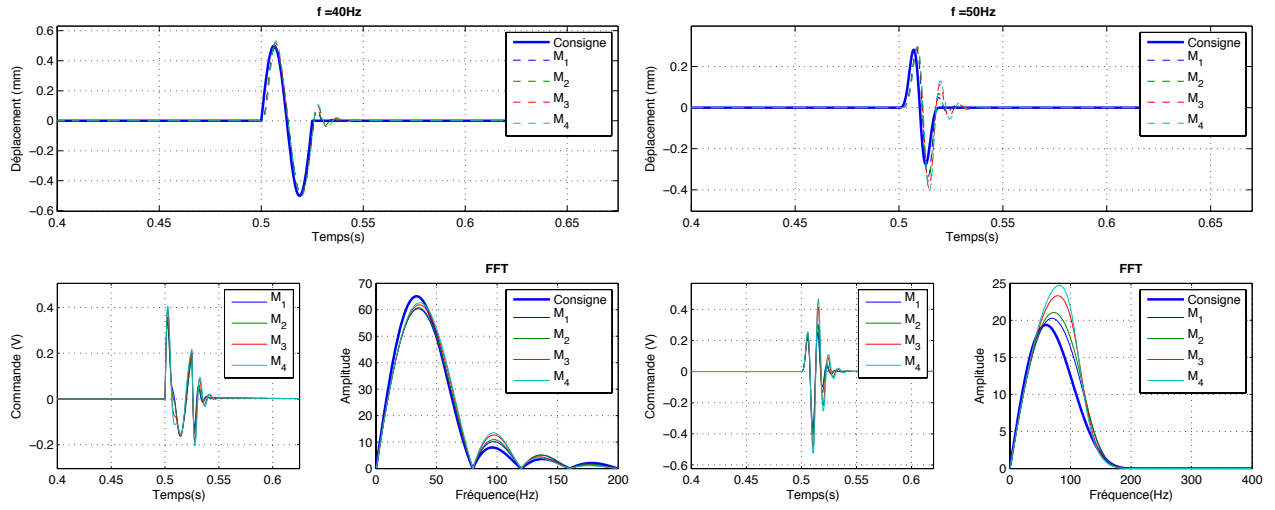 f =40Hz
0.6
0.4
0.2
0
−0.2
−0.4
−0.6
Déplacement (mm)
0.4 0.45 0.5 0.55 0.6 0.65
Temps(s)
Consigne
M1
M2
M3
M4
f =50Hz
0.4
0.2
0
−0.2
−0.4
Déplacement (mm)
0.4 0.45 0.5 0.55 0.6 0.65
Temps(s)
Consigne
M1
M2
M3
M4
0.4
0.2
0
−0.2
Commande (V)
0.4 0.45 0.5 0.55 0.6
Temps(s)
M1
M2
M3
M4
FFT
70
60
50
40
30
20
10
0
Amplitude
0 50 100 150 200
Fréquence(Hz)
Consigne
M1
M2
M3
M4
0.4
0.2
0
−0.2
−0.4
−0.6
Commande (V)
0.4 0.45 0.5 0.55 0.6
Temps(s)
M1
M2
M3
M4
FFT
25
20
15
10
5
0
Amplitude
0 100 200 300 400
Fréquence(Hz)
Consigne
M1
M2
M3
M4